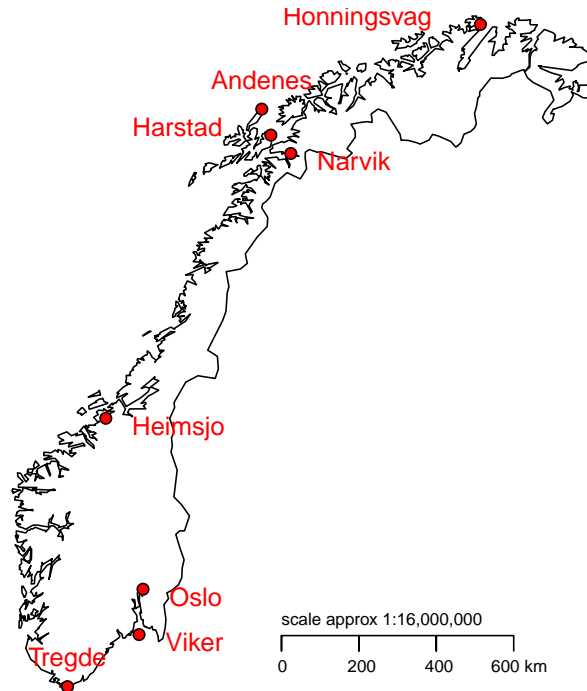 Honningsvag
Andenes
Harstad
Narvik
Heimsjo
Oslo
Viker
Tregde
scale approx 1:16,000,000
0 200 400 600 km